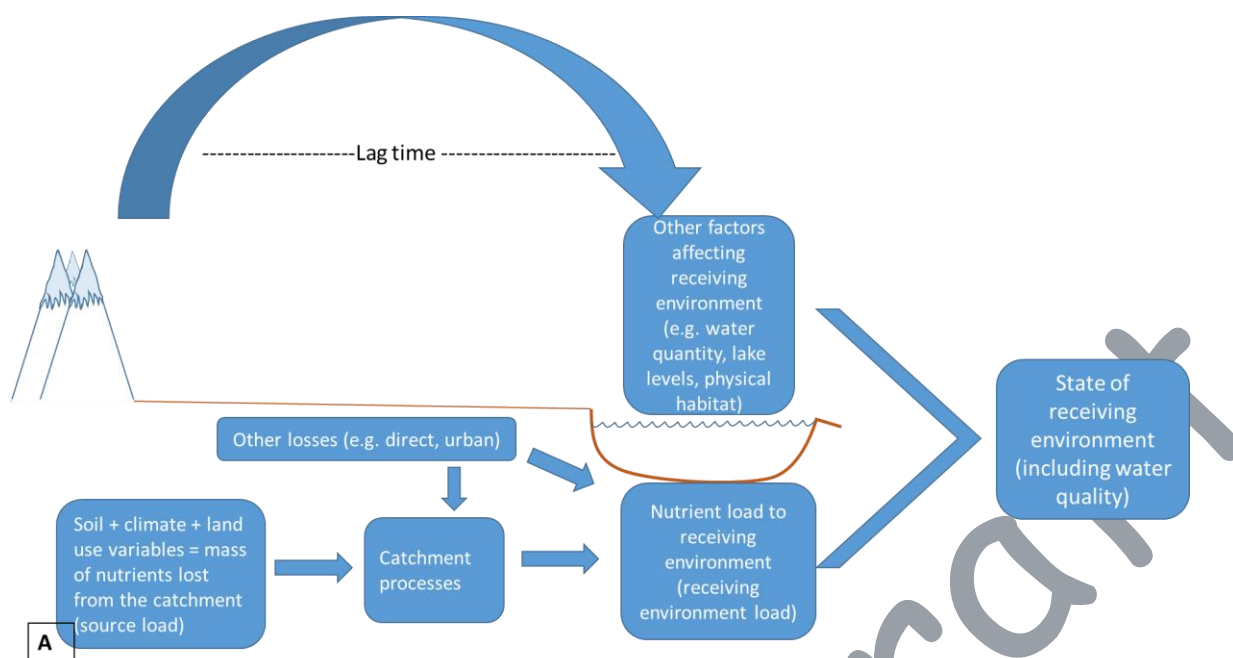 --------------------Lag time -----------------------
Other factors
affecting
receiving
environment
(e.g. water
quantity, lake
levels, physical
habitat)
State of
receiving
environment
(including water
quality)
Other losses (e.g. direct, urban)
Soil + climate + land
use variables = mass
of nutrients lost
from the catchment
(source load)
Catchment
processes
Nutrient load to
receiving
environment
(receiving
environment load)
A